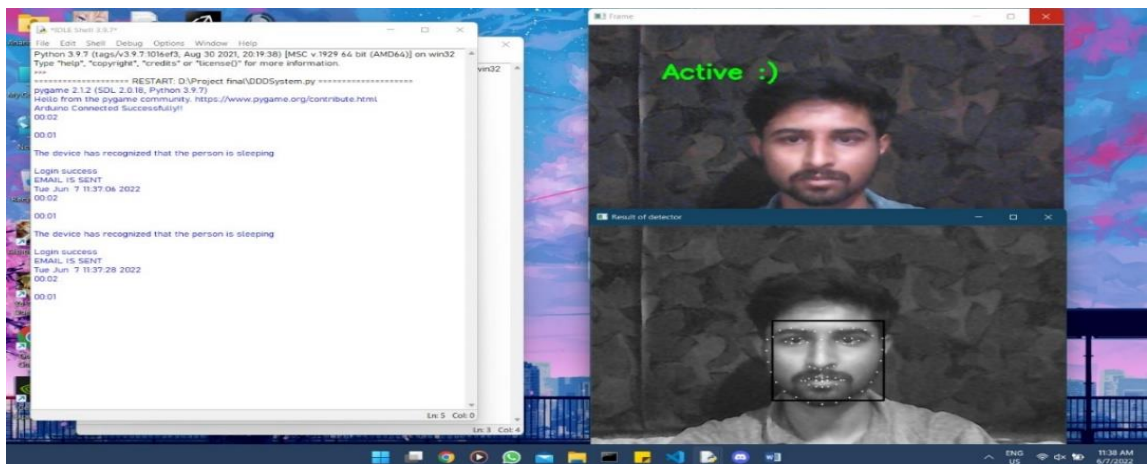 *IDLE Shell 3.9.7*
File Edit Shell Debug Options Window Help
Python 3.9.7 (tags/v3.9.7:1016ef3, Aug 30 2021, 20:19:38) [MSC v.1929 64 bit (AMD64)] on win32
Type "help", "copyright", "credits" or "license()" for more information.
>>>
==================== RESTART: D:\Project final\DDDSystem.py ====================
pygame 2.1.2 (SDL 2.0.18, Python 3.9.7)
Hello from the pygame community. https://www.pygame.org/contribute.html
Arduino Connected Successfully!!
00:02
00:01
The device has recognized that the person is sleeping
Login success
EMAIL IS SENT
Tue Jun 7 11:37:06 2022
00:02
00:01
The device has recognized that the person is sleeping
Login success
EMAIL IS SENT
Tue Jun 7 11:37:28 2022
00:02
00:01
Ln: 5 Col: 0
win32
Ln: 3 Col: 4
Frame
Active :)
Result of detector
ENG
US
11:38 AM
6/7/2022